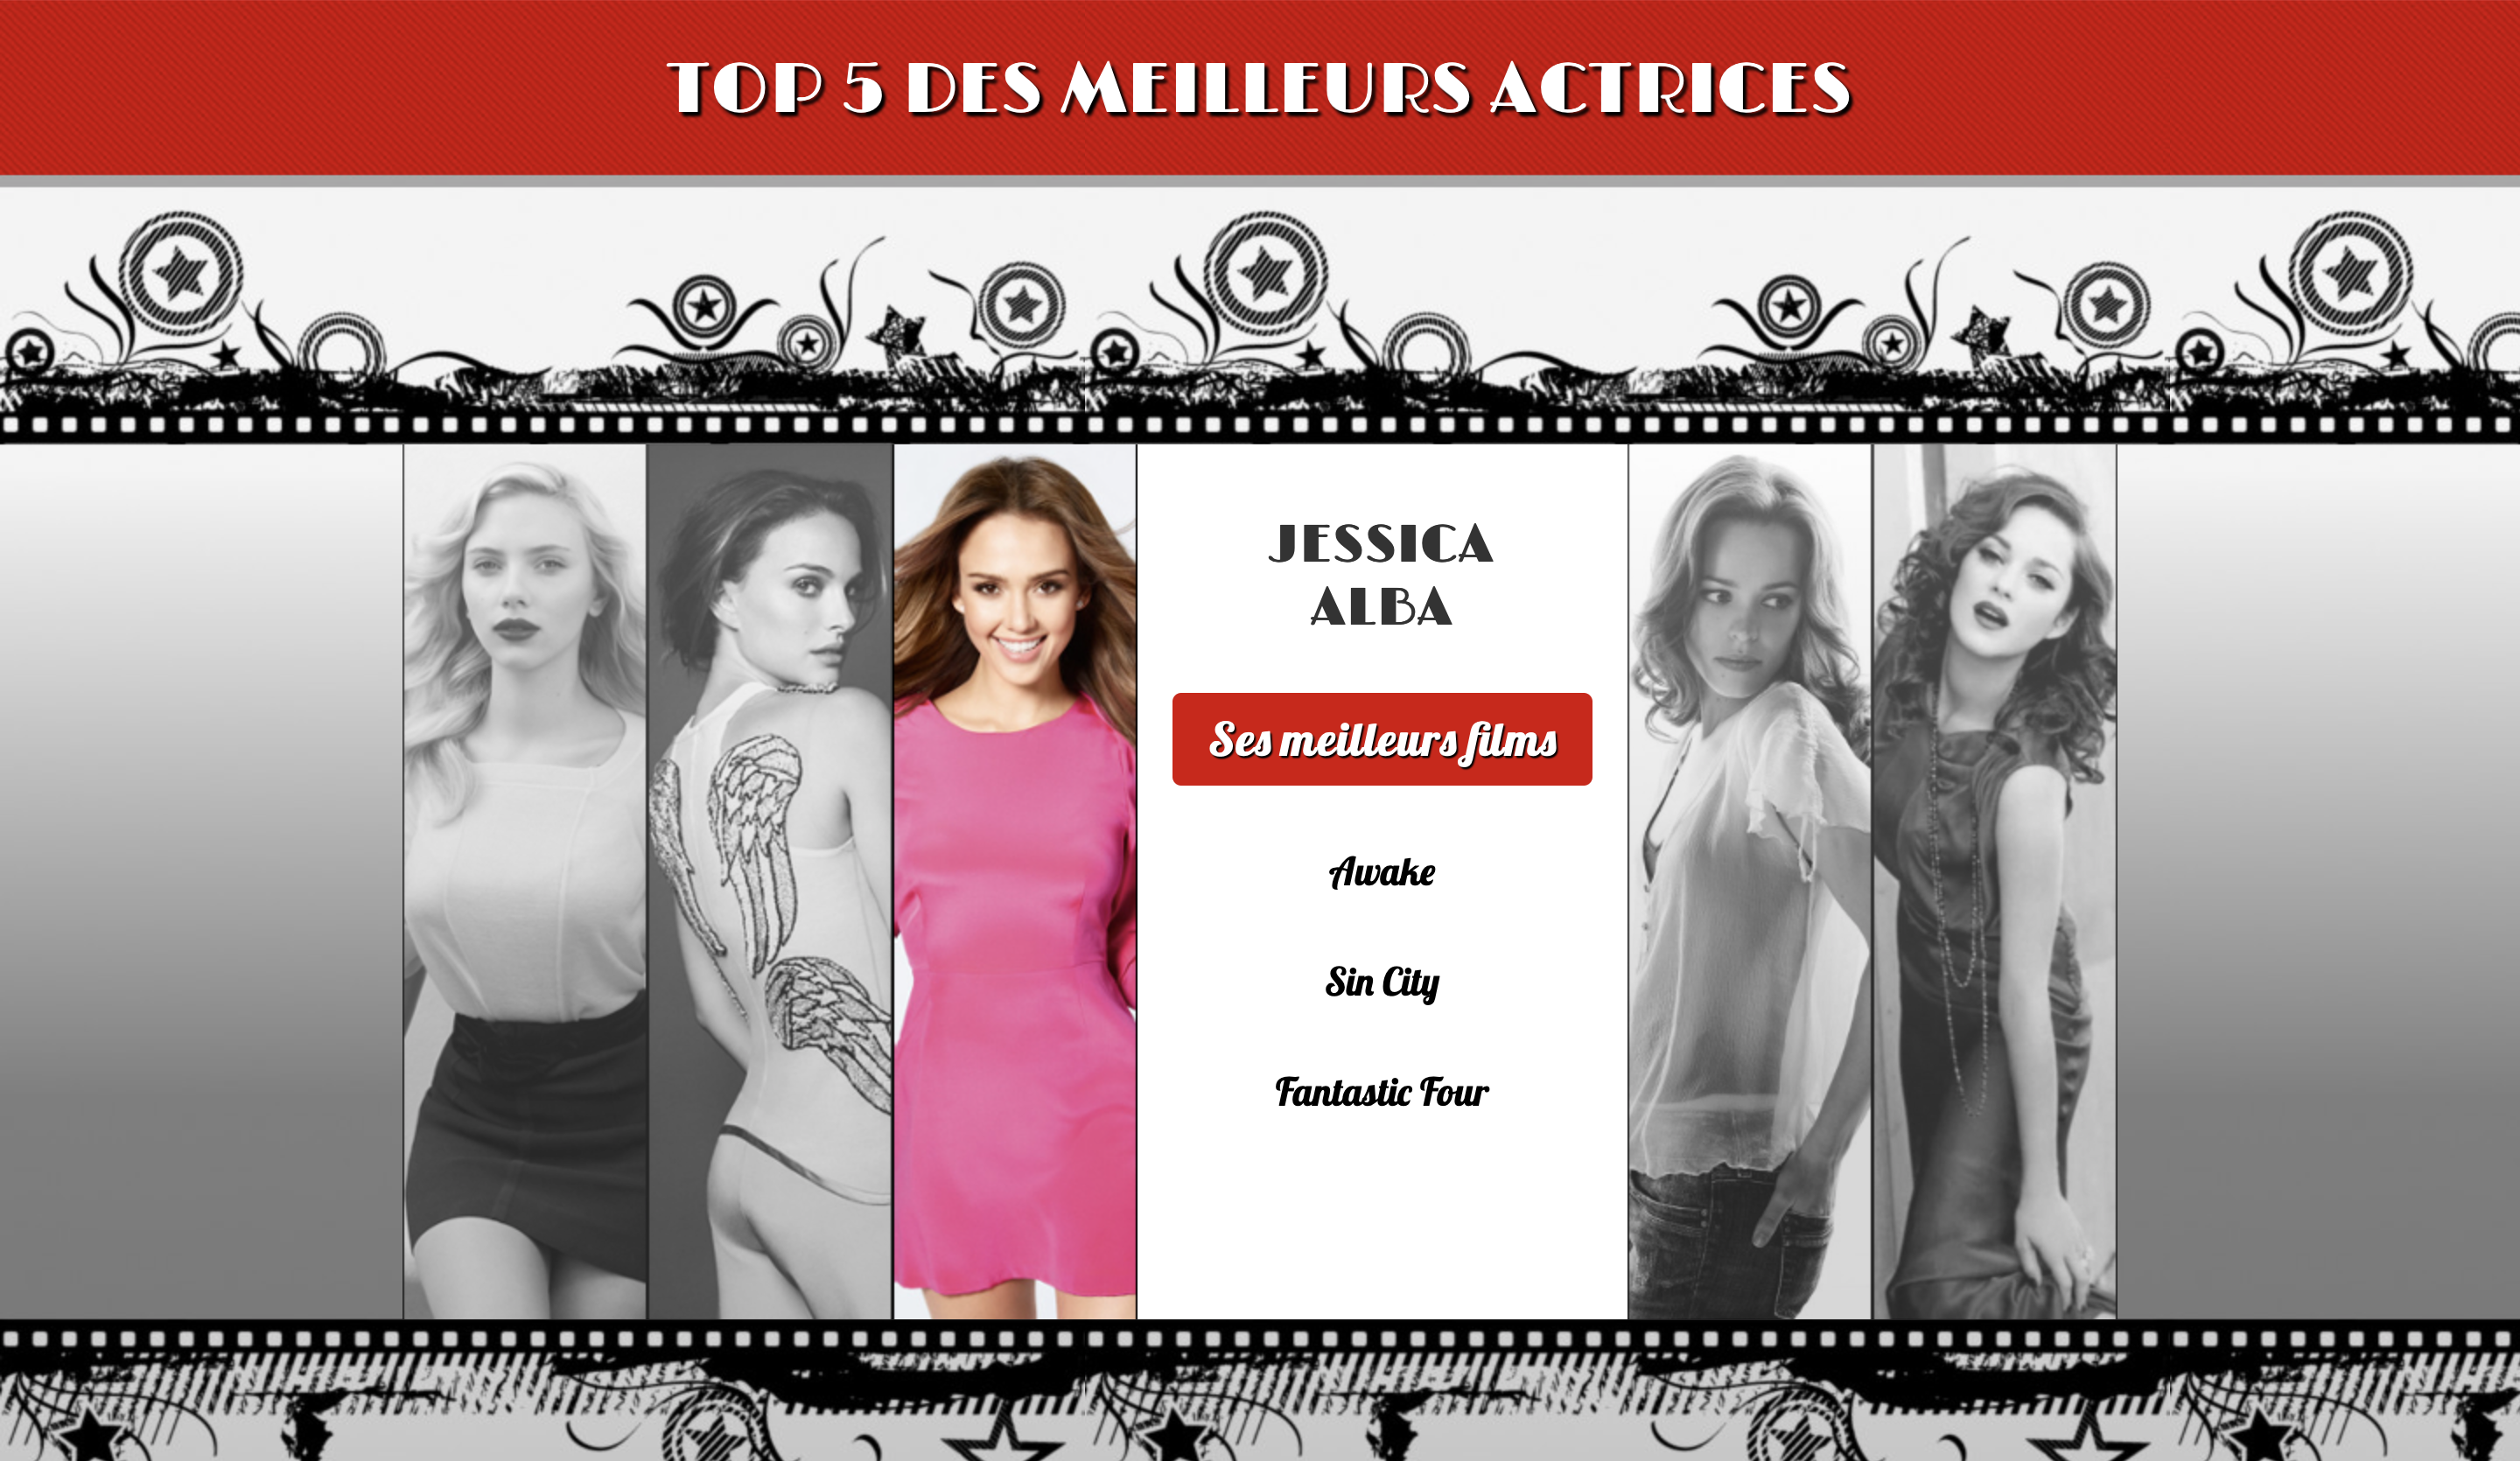 TOP 5 DES MEILLEURS ACTRICES
JESSICA
ALBA
Ses meilleurs films
Awake
Sin City
Fantastic Four